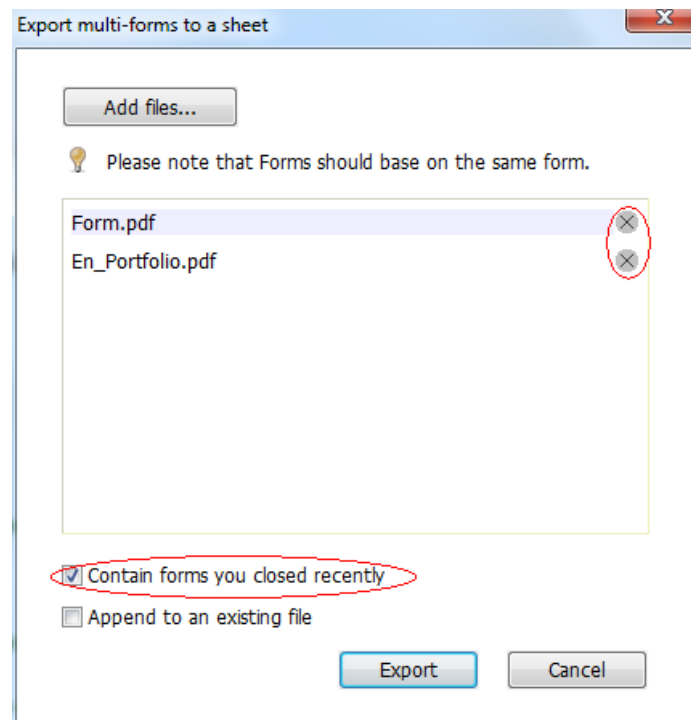 Export multi-forms to a sheet
Add files...
Please note that Forms should base on the same form.
Form.pdf
En_Portfolio.pdf
Contain forms you closed recently
Append to an existing file
Export Cancel